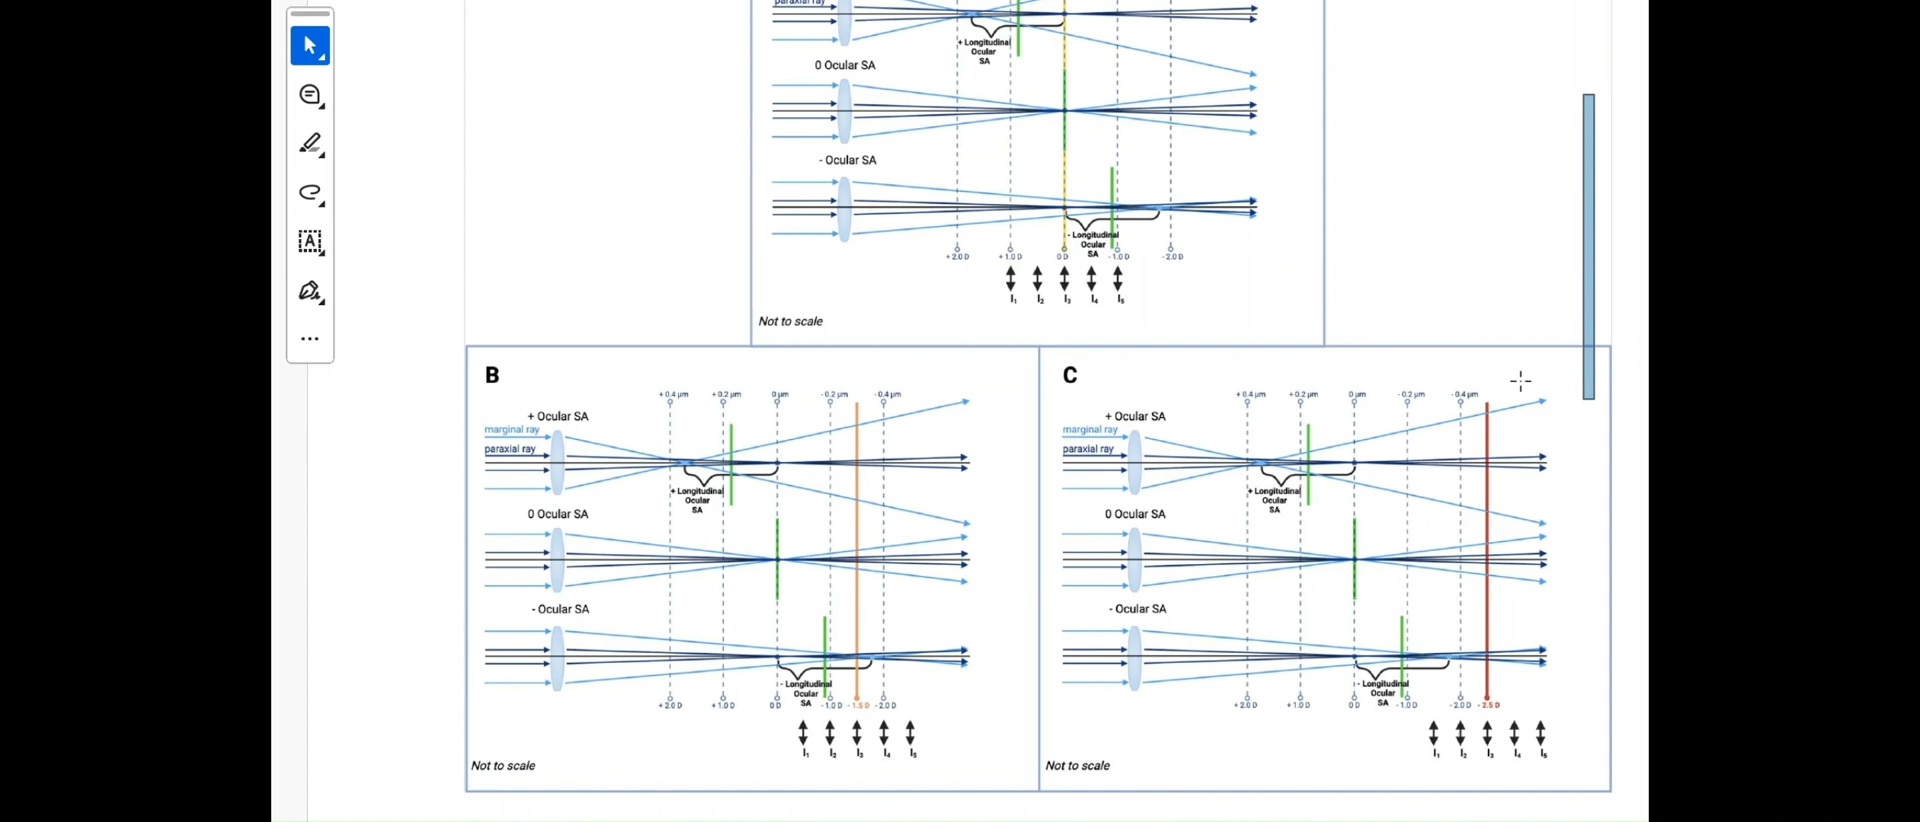 paraxial ray
+ Longitudinal
Ocular
SA
0 Ocular SA
- Ocular SA
- Longitudinal
Ocular
SA
+2.0 D +1.0 D 0 D -1.0 D -2.0 D
I1 I2 I3 I4 I5
Not to scale
B
+0.4 µm +0.2 µm 0 µm -0.2 µm -0.4 µm
+ Ocular SA
marginal ray
paraxial ray
+ Longitudinal
Ocular
SA
0 Ocular SA
- Ocular SA
- Longitudinal
Ocular
SA
+2.0 D +1.0 D 0 D -1.0 D -1.5 D -2.0 D
I1 I2 I3 I4 I5
Not to scale
C
+0.4 µm +0.2 µm 0 µm -0.2 µm -0.4 µm
+ Ocular SA
marginal ray
paraxial ray
+ Longitudinal
Ocular
SA
0 Ocular SA
- Ocular SA
- Longitudinal
Ocular
SA
+2.0 D +1.0 D 0 D -1.0 D -2.0 D -2.5 D
I1 I2 I3 I4 I5
Not to scale
A